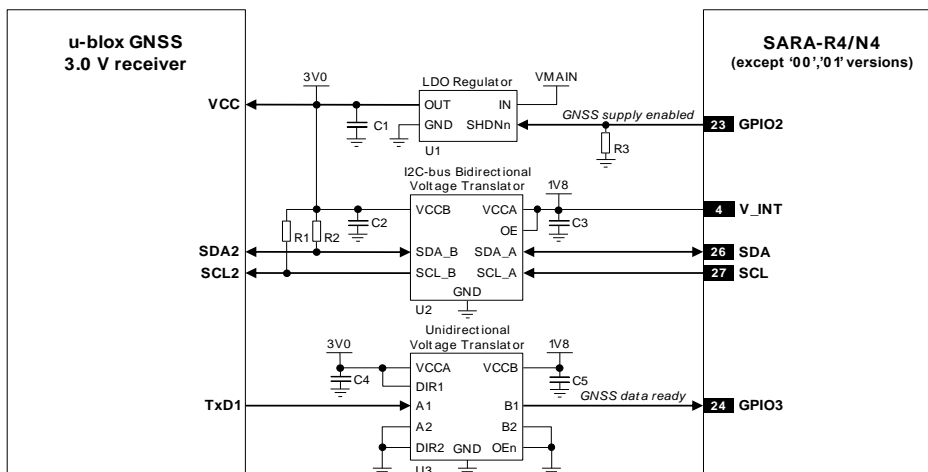 u-blox GNSS
3.0 V receiver
SARA-R4/N4
(except ‘00’,‘01’ versions)
3V0
LDO Regulator
VMAIN
VCC
OUT
IN
GND
SHDNn
C1
U1
GNSS supply enabled
R3
23
GPIO2
I2C-bus Bidirectional
Voltage Translator
1V8
VCCB
VCCA
OE
C2
C3
4
V_INT
R1
R2
SDA2
SDA_B
SDA_A
26
SDA
SCL2
SCL_B
SCL_A
27
SCL
GND
U2
Unidirectional
Voltage Translator
3V0
1V8
VCCA
VCCB
C4
C5
DIR1
GNSS data ready
TxD1
A1
B1
24
GPIO3
A2
B2
DIR2
GND
OEn
U3